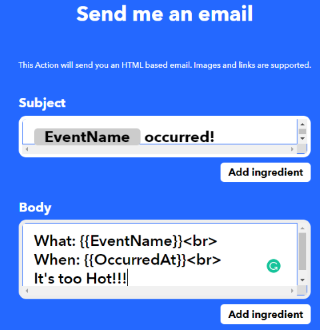 Send me an email
This Action will send you an HTML based email. Images and links are supported.
Subject
EventName occurred!
Add ingredient
Body
What: {{EventName}}<br>
When: {{OccurredAt}}<br>
It's too Hot!!!
Add ingredient